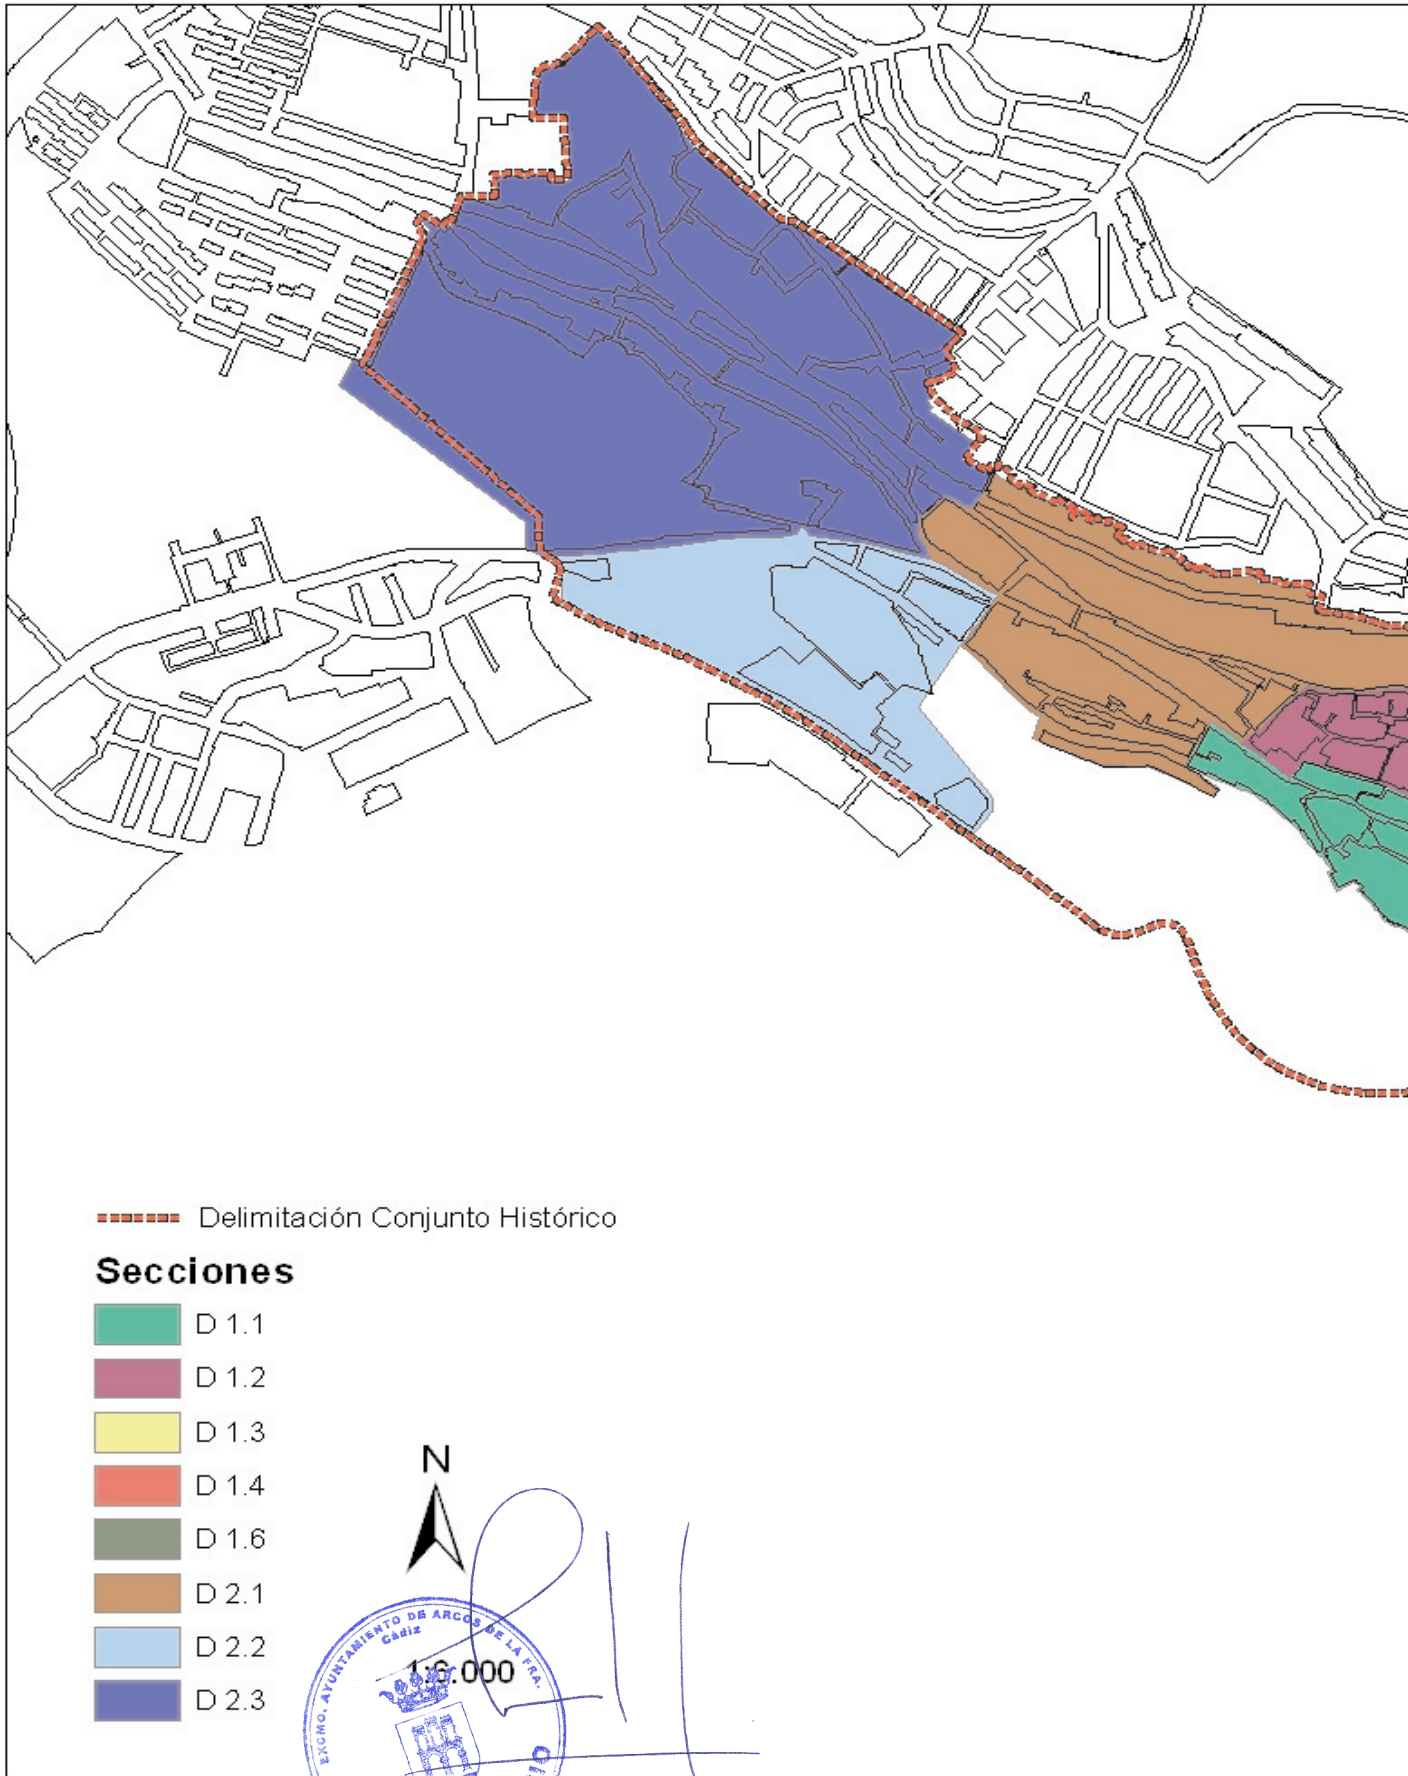 Delimitación Conjunto Histórico
Secciones
D 1.1
D 1.2
D 1.3
D 1.4
D 1.6
D 2.1
D 2.2
D 2.3
N
1:6.000
EXCMO. AYUNTAMIENTO DE ARCOS DE LA FRA.
Cádiz